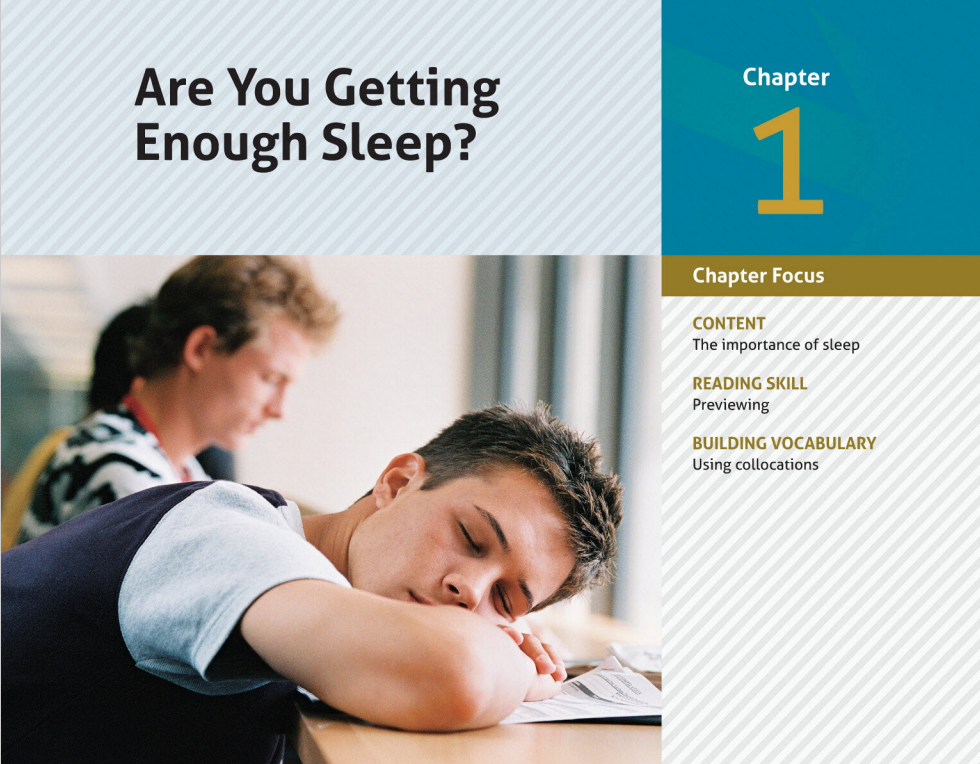 Are You Getting
Enough Sleep?
Chapter
1
Chapter Focus
CONTENT
The importance of sleep
READING SKILL
Previewing
BUILDING VOCABULARY
Using collocations